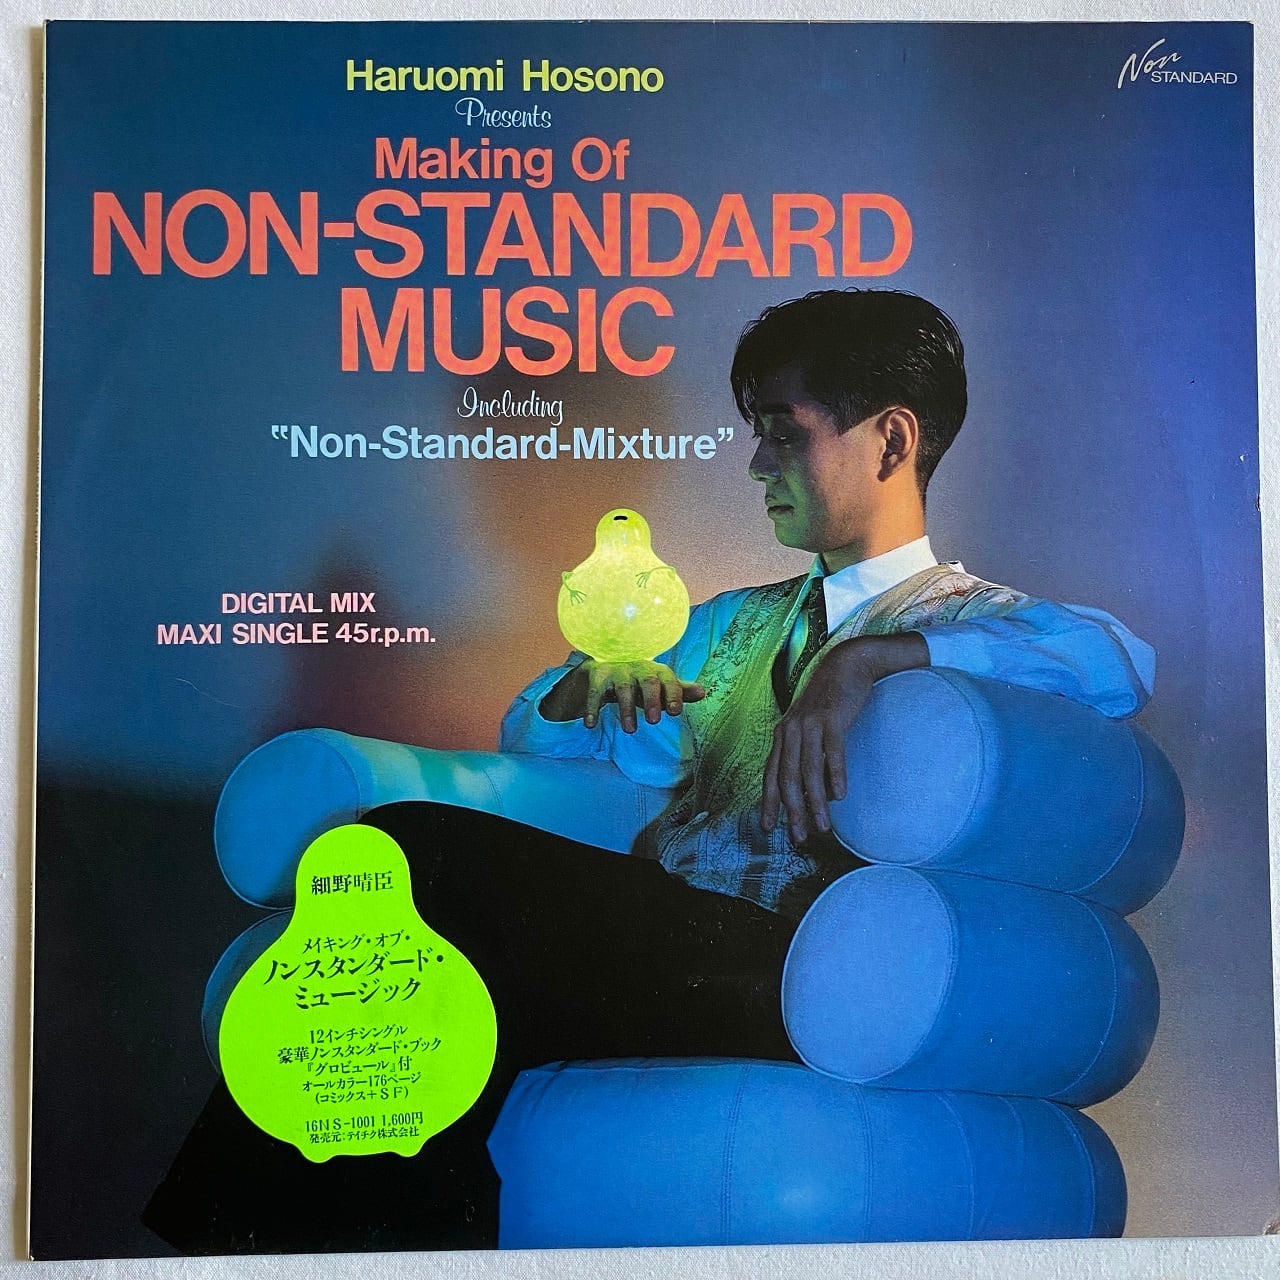 Haruomi Hosono
Presents
Making Of
NON-STANDARD
MUSIC
Including
“Non-Standard-Mixture”
Non
STANDARD
DIGITAL MIX
MAXI SINGLE 45r.p.m.
細野晴臣
メイキング・オブ・
ノンスタンダード・
ミュージック
12インチシングル
豪華ノンスタンダード・ブック
『グロビュール』付
オールカラー176ページ
(コミックス+SF)
16NS-1001 1,600円
発売元:テイチク株式会社